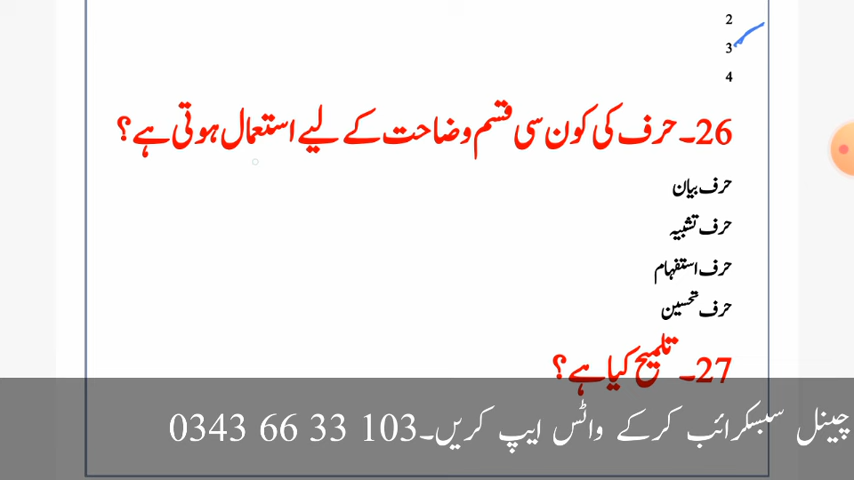 2
3
4
26۔حرف کی کون سی قسم وضاحت کے لیے استعمال ہوتی ہے؟
حرف بیان
حرف تشبیہ
حرف استفہام
حرف تحسین
27۔ تلمیح کیا ہے؟
چینل سبسکرائب کرکے واٹس ایپ کریں۔103 33 66 0343